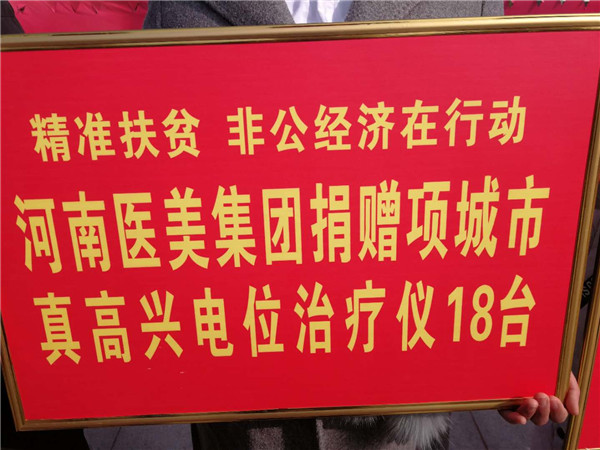 精准扶贫 非公经济在行动
河南医美集团捐赠项城市
真高兴电位治疗仪18台